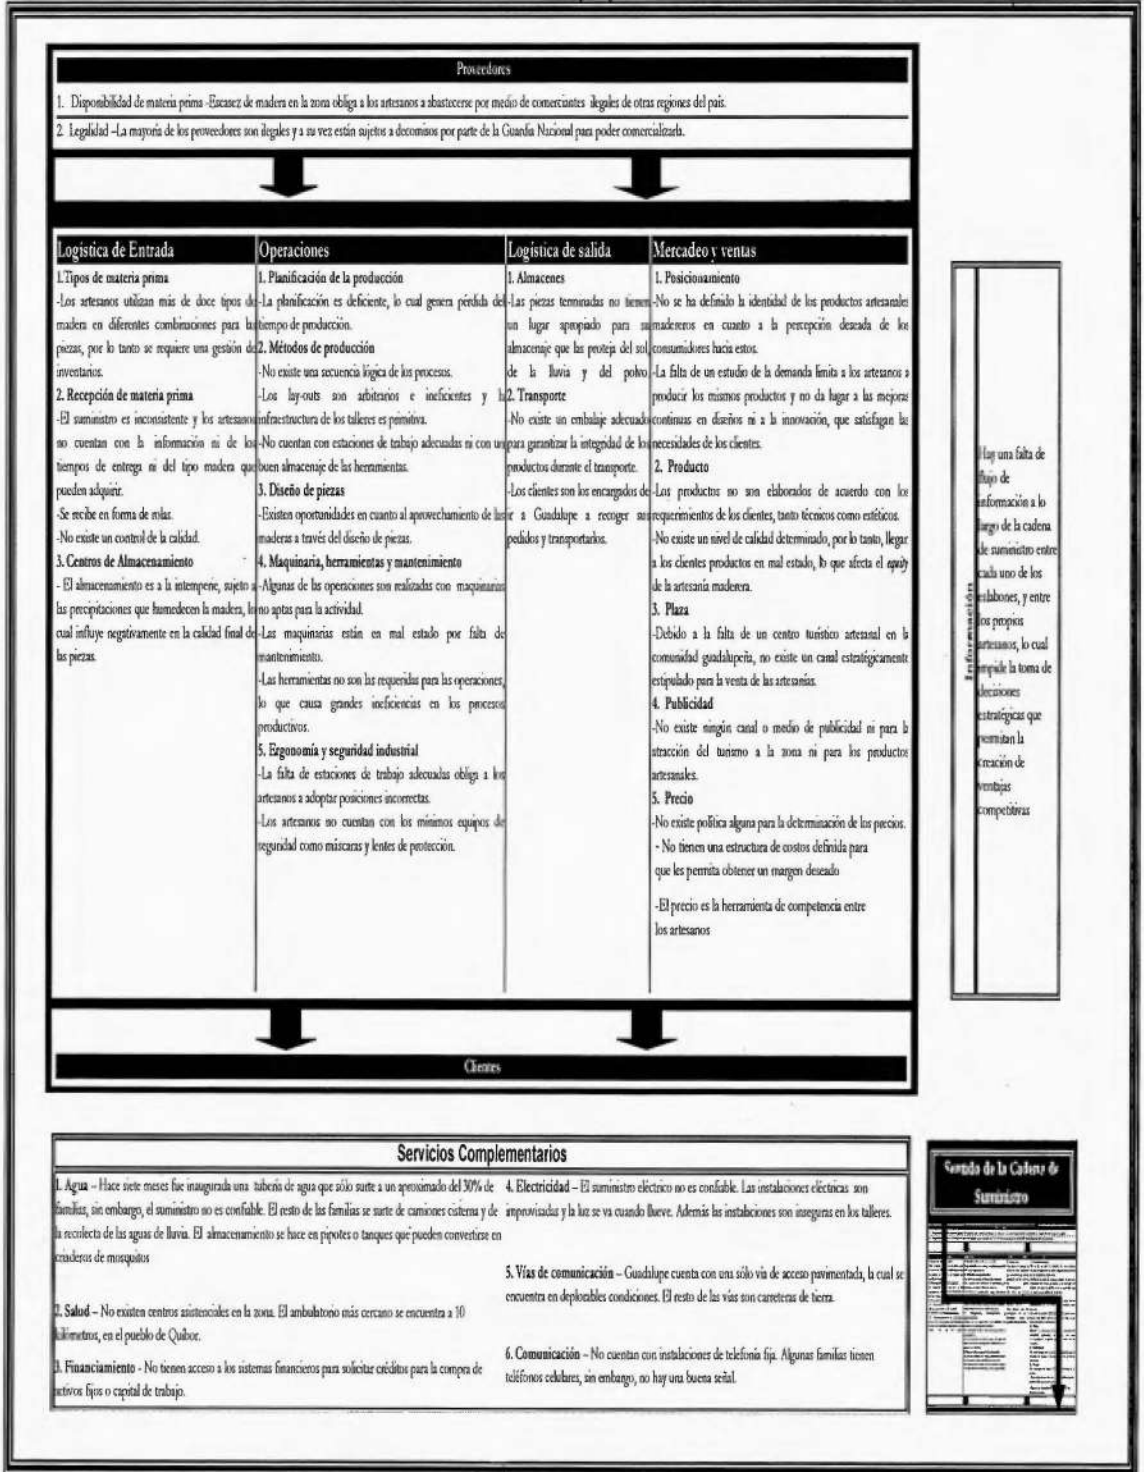 Proveedores
1. Disponibilidad de materia prima -Escasez de madera en la zona obliga a los artesanos a abastecerse por medio de comerciantes ilegales de otras regiones del país.
2. Legalidad –La mayoría de los proveedores son ilegales y a su vez están sujetos a decomisos por parte de la Guardia Nacional para poder comercializarla.
Logística de Entrada
1.Tipos de materia prima
-Los artesanos utilizan más de doce tipos de
madera en diferentes combinaciones para las
piezas, por lo tanto se requiere una gestión de
inventarios.
2. Recepción de materia prima
-El suministro es inconsistente y los artesanos
no cuentan con la información ni de los
tiempos de entrega ni del tipo madera que
pueden adquirir.
-Se recibe en forma de rolas.
-No existe un control de la calidad.
3. Centros de Almacenamiento
- El almacenamiento es a la intemperie, sujeto a
las precipitaciones que humedecen la madera, lo
cual influye negativamente en la calidad final de
las piezas.
Operaciones
1. Planificación de la producción
-La planificación es deficiente, lo cual genera pérdida del
tiempo de producción.
2. Métodos de producción
-No existe una secuencia lógica de los procesos.
-Los lay-outs son arbitrarios e ineficientes y la
infraestructura de los talleres es primitiva.
-No cuentan con estaciones de trabajo adecuadas ni con un
buen almacenaje de las herramientas.
3. Diseño de piezas
-Existen oportunidades en cuanto al aprovechamiento de las
maderas a través del diseño de piezas.
4. Maquinaria, herramientas y mantenimiento
-Algunas de las operaciones son realizadas con maquinarias
no aptas para la actividad.
-Las maquinarias están en mal estado por falta de
mantenimiento.
-Las herramientas no son las requeridas para las operaciones,
lo que causa grandes ineficiencias en los procesos
productivos.
5. Ergonomía y seguridad industrial
-La falta de estaciones de trabajo adecuadas obliga a los
artesanos a adoptar posiciones incorrectas.
-Los artesanos no cuentan con los mínimos equipos de
seguridad como máscaras y lentes de protección.
Logística de salida
1. Almacenes
-Las piezas terminadas no tienen
un lugar apropiado para su
almacenaje que las proteja del sol,
de la lluvia y del polvo
2. Transporte
-No existe un embalaje adecuado
para garantizar la integridad de los
productos durante el transporte.
-Los clientes son los encargados de
ir a Guadalupe a recoger sus
pedidos y transportarlos.
Mercadeo y ventas
1. Posicionamiento
-No se ha definido la identidad de los productos artesanales
madereros en cuanto a la percepción deseada de los
consumidores hacia estos.
-La falta de un estudio de la demanda limita a los artesanos a
producir los mismos productos y no da lugar a las mejoras
continuas en diseños ni a la innovación, que satisfagan las
necesidades de los clientes.
2. Producto
-Los productos no son elaborados de acuerdo con los
requerimientos de los clientes, tanto técnicos como estéticos.
-No existe un nivel de calidad determinado, por lo tanto, llegar
a los clientes productos en mal estado, lo que afecta el equity
de la artesanía maderera.
3. Plaza
-Debido a la falta de un centro turístico artesanal en la
comunidad guadalupeña, no existe un canal estratégicamente
estipulado para la venta de las artesanías.
4. Publicidad
-No existe ningún canal o medio de publicidad ni para la
atracción del turismo a la zona ni para los productos
artesanales.
5. Precio
-No existe política alguna para la determinación de los precios.
- No tienen una estructura de costos definida para
que les permita obtener un margen deseado
-El precio es la herramienta de competencia entre
los artesanos
Información
Hay una falta de
flujo de
información a lo
largo de la cadena
de suministro entre
cada uno de los
eslabones, y entre
los propios
artesanos, lo cual
impide la toma de
decisiones
estratégicas que
permitan la
creación de
ventajas
competitivas
Clientes
Servicios Complementarios
1. Agua – Hace siete meses fue inaugurada una tubería de agua que sólo surte a un aproximado del 30% de
familias, sin embargo, el suministro no es confiable. El resto de las familias se surte de camiones cisterna y de
la recolecta de las aguas de lluvia. El almacenamiento se hace en pipotes o tanques que pueden convertirse en
criaderos de mosquitos
2. Salud – No existen centros asistenciales en la zona. El ambulatorio más cercano se encuentra a 10
kilómetros, en el pueblo de Quíbor.
3. Financiamiento - No tienen acceso a los sistemas financieros para solicitar créditos para la compra de
activos fijos o capital de trabajo.
4. Electricidad – El suministro eléctrico no es confiable. Las instalaciones eléctricas son
improvisadas y la luz se va cuando llueve. Además las instalaciones son inseguras en los talleres.
5. Vías de comunicación – Guadalupe cuenta con una sólo vía de acceso pavimentada, la cual se
encuentra en deplorables condiciones. El resto de las vías son carreteras de tierra.
6. Comunicación – No cuentan con instalaciones de telefonía fija. Algunas familias tienen
teléfonos celulares, sin embargo, no hay una buena señal.
Sentido de la Cadena de
Suministro